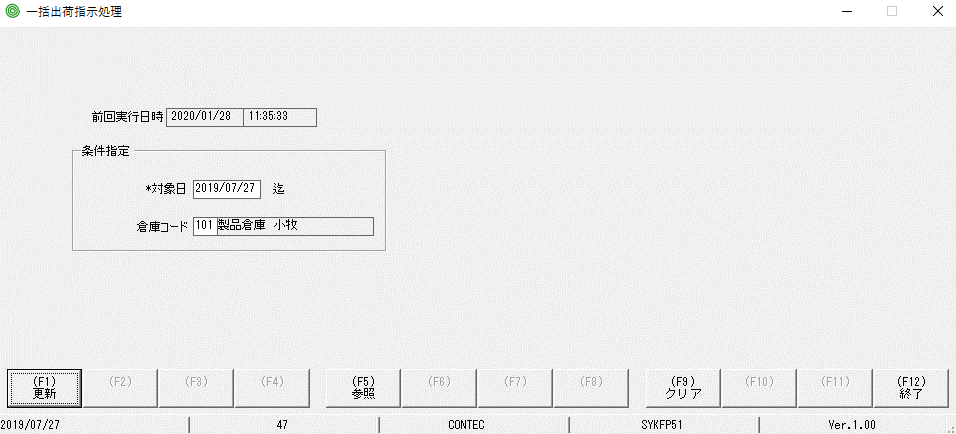 一括出荷指示処理
前回実行日時 2020/01/28 11:35:33
条件指定
*対象日 2019/07/27 迄
倉庫コード 101 製品倉庫 小牧
(F1) (F2) (F3) (F4) (F5) (F6) (F7) (F8) (F9) (F10) (F11) (F12)
更新 参照 クリア 終了
2019/07/27 47 CONTEC SYKFP51 Ver.1.00